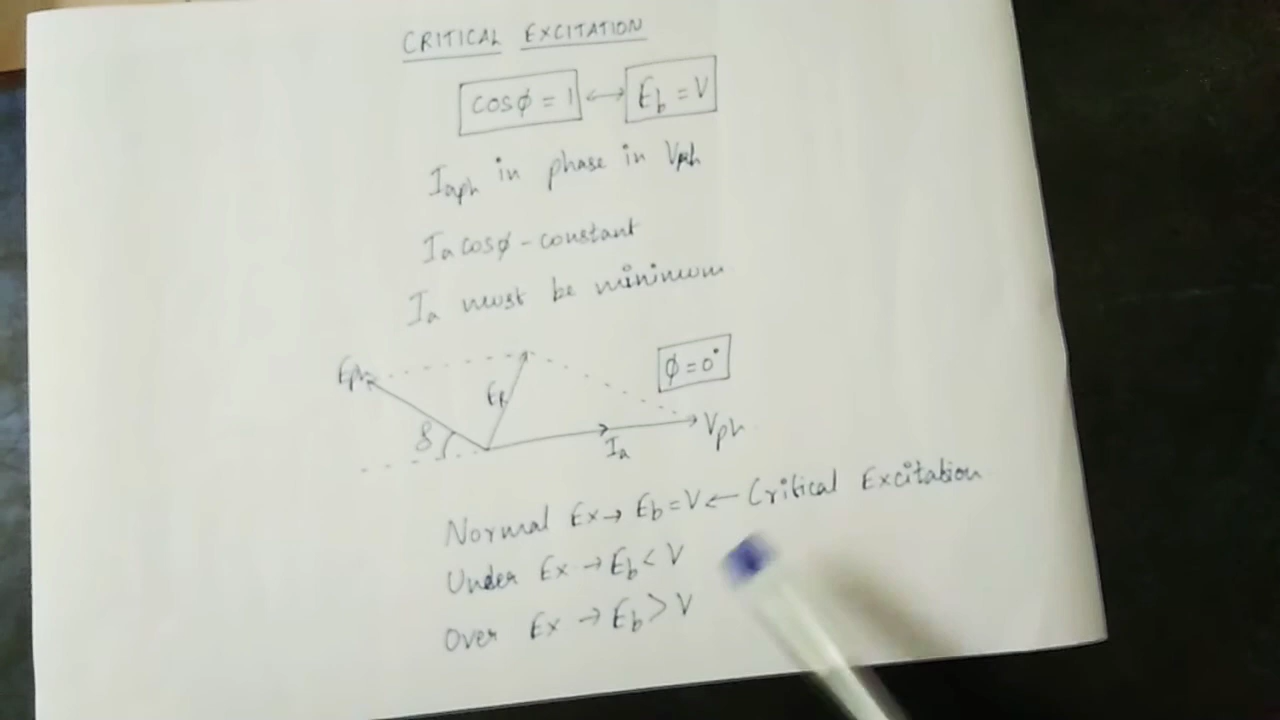 CRITICAL EXCITATION
cosϕ = 1 ↔ Eb = V
Iaph in phase in Vph
Ia cosϕ - constant
Ia must be minimum
ϕ = 0°
Eph
ER
δ
Ia
Vph
Normal Ex → Eb = V ← Critical Excitation
Under Ex → Eb < V
Over Ex → Eb > V